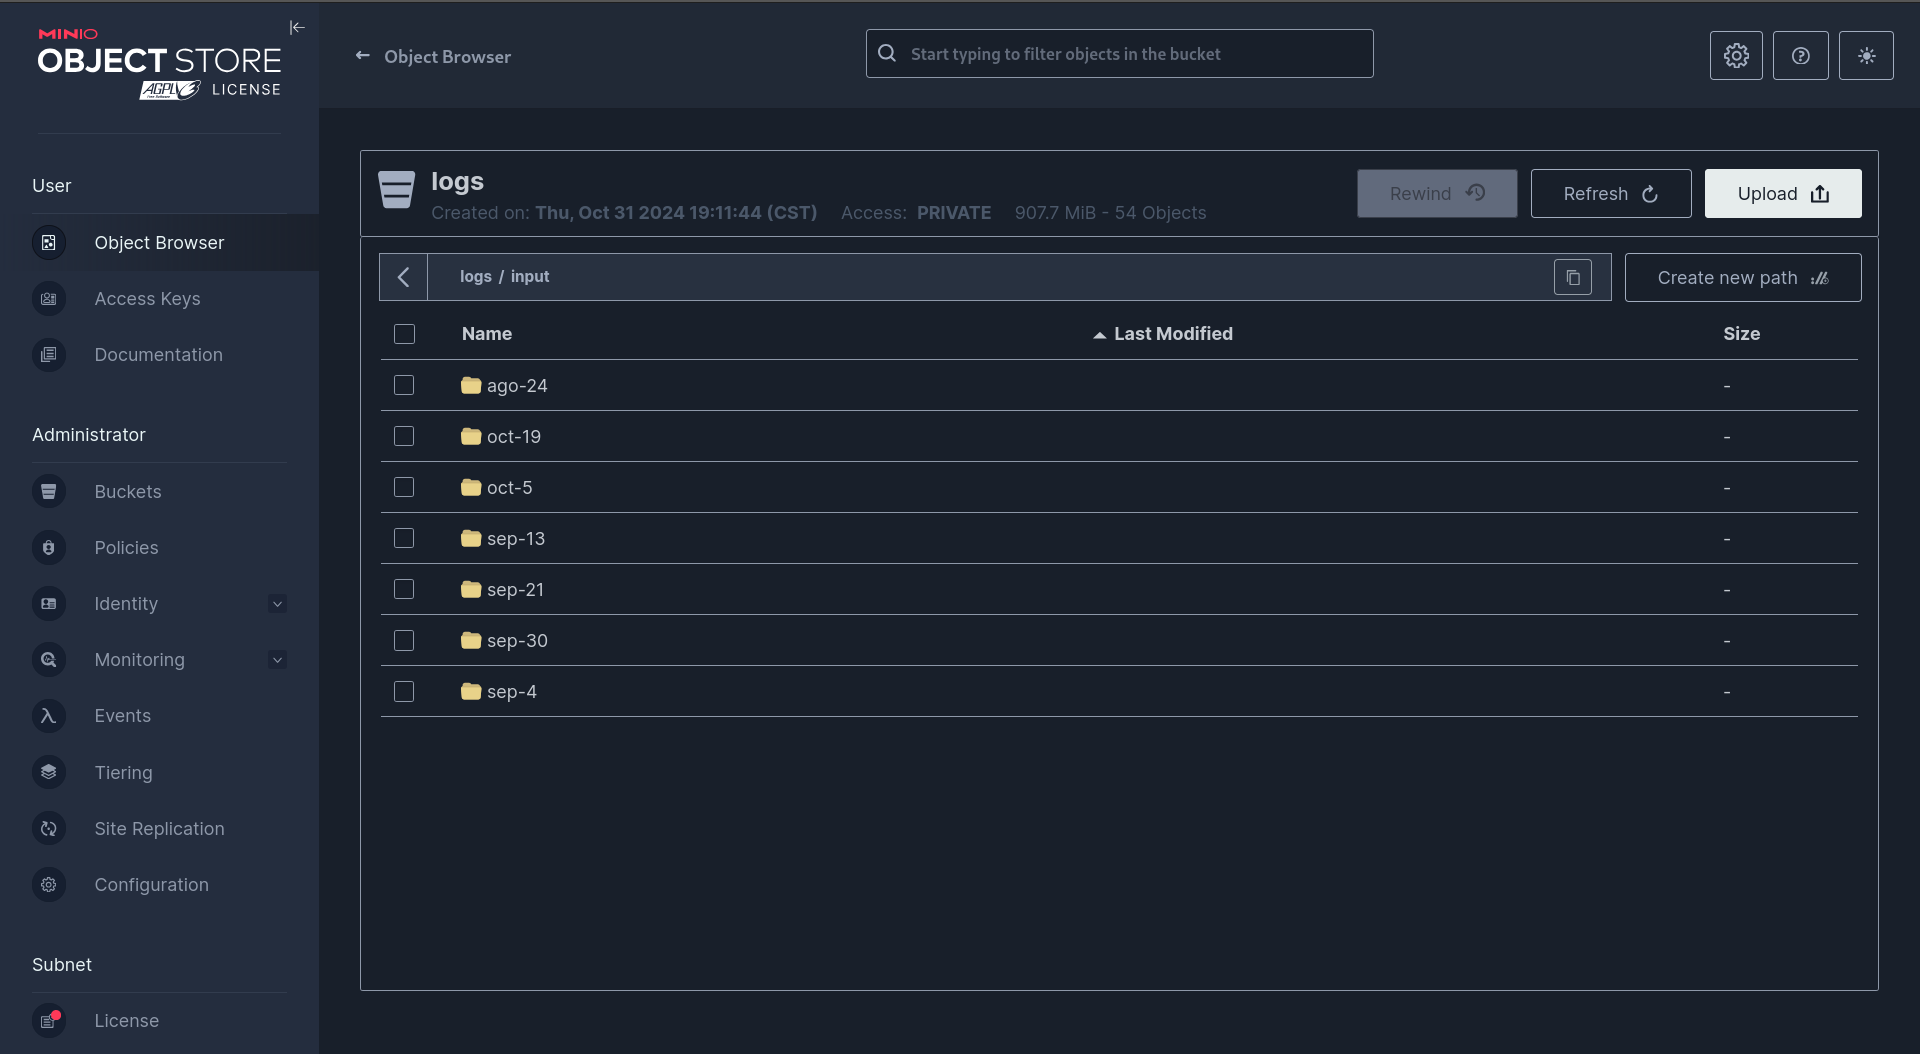 MINIO
OBJECT STORE
AGPL LICENSE
Free Software
User
Object Browser
Access Keys
Documentation
Administrator
Buckets
Policies
Identity
Monitoring
Events
Tiering
Site Replication
Configuration
Subnet
License
Object Browser
Start typing to filter objects in the bucket
logs
Created on: Thu, Oct 31 2024 19:11:44 (CST) Access: PRIVATE 907.7 MiB - 54 Objects
Rewind
Refresh
Upload
logs / input
Create new path
Name Last Modified Size
ago-24 -
oct-19 -
oct-5 -
sep-13 -
sep-21 -
sep-30 -
sep-4 -